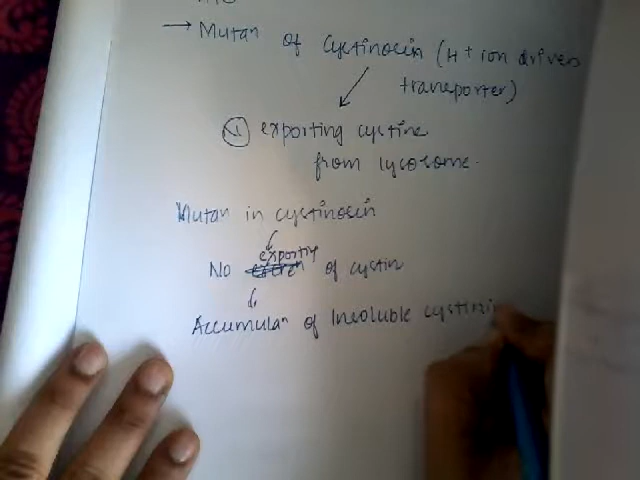 → Mutan of Cystinosin (H+ ion driven
transporter)
① exporting cystine
from lysosome.
Mutan in cystinosin
exporting
No of cystin
Accumulan of Insoluble cystin